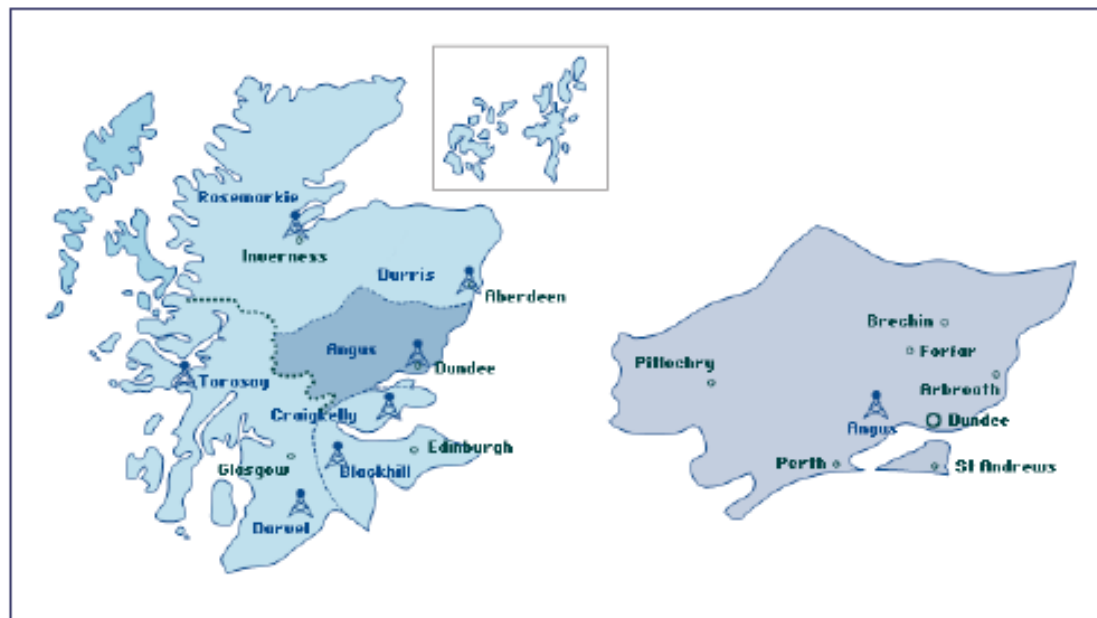 Rosemarkie
Inverness
Durris
Aberdeen
Angus
Dundee
Torosay
Craigkelly
Edinburgh
Glasgow
Blackhill
Darvel
Brechin
Forfar
Pitlochry
Arbroath
Angus
Dundee
Perth
St Andrews